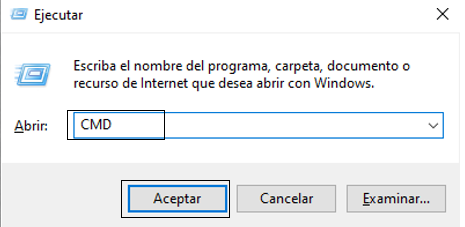 Ejecutar
Escriba el nombre del programa, carpeta, documento o
recurso de Internet que desea abrir con Windows.
Abrir: CMD
Aceptar Cancelar Examinar...